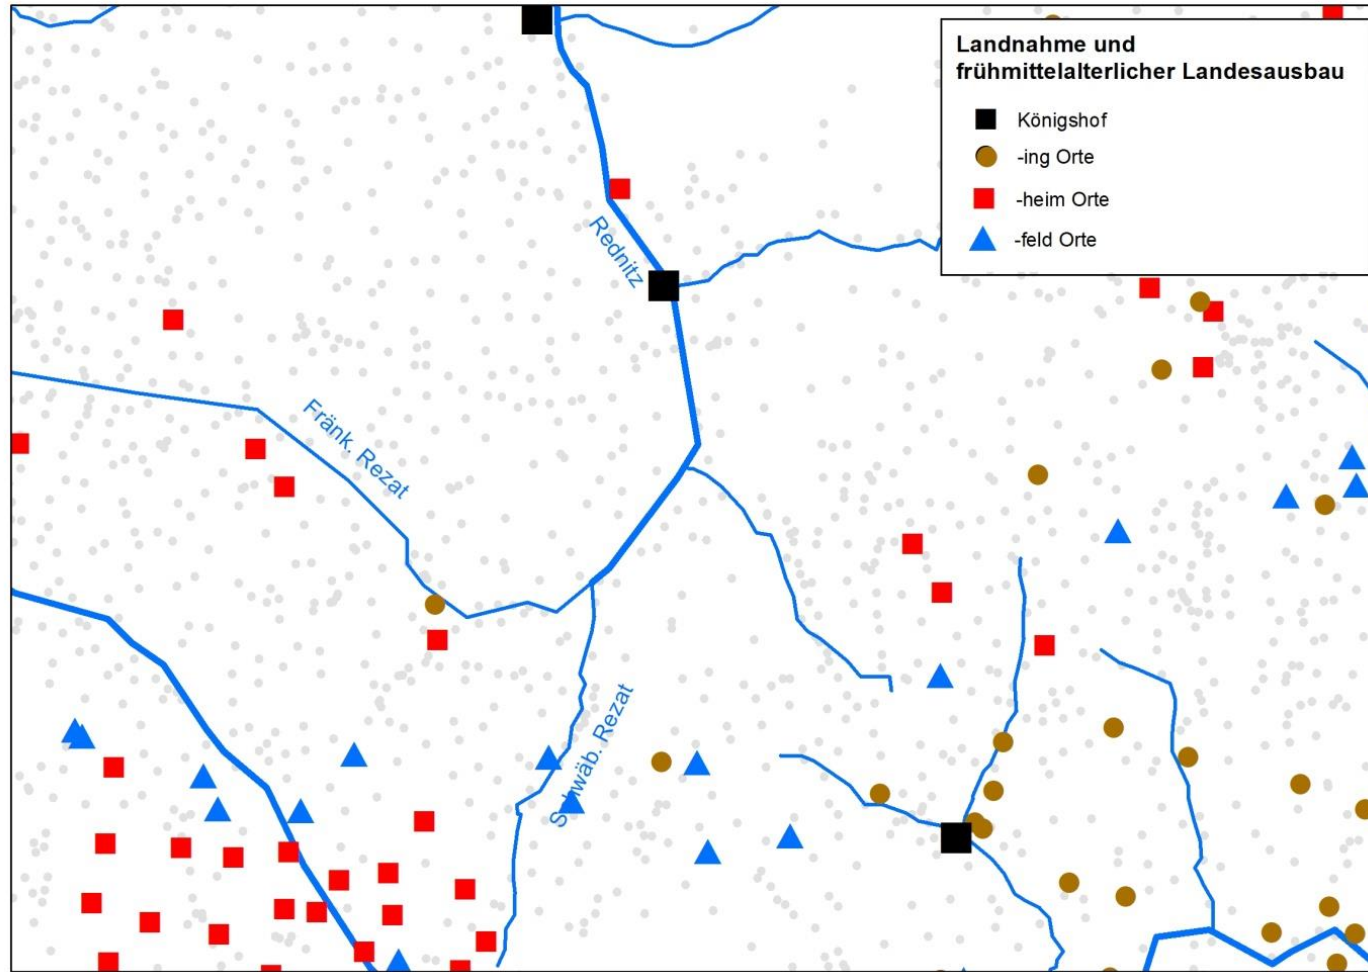 Landnahme und
frühmittelalterlicher Landesausbau
Königshof
-ing Orte
-heim Orte
-feld Orte
Rednitz
Fränk. Rezat
Schwäb. Rezat